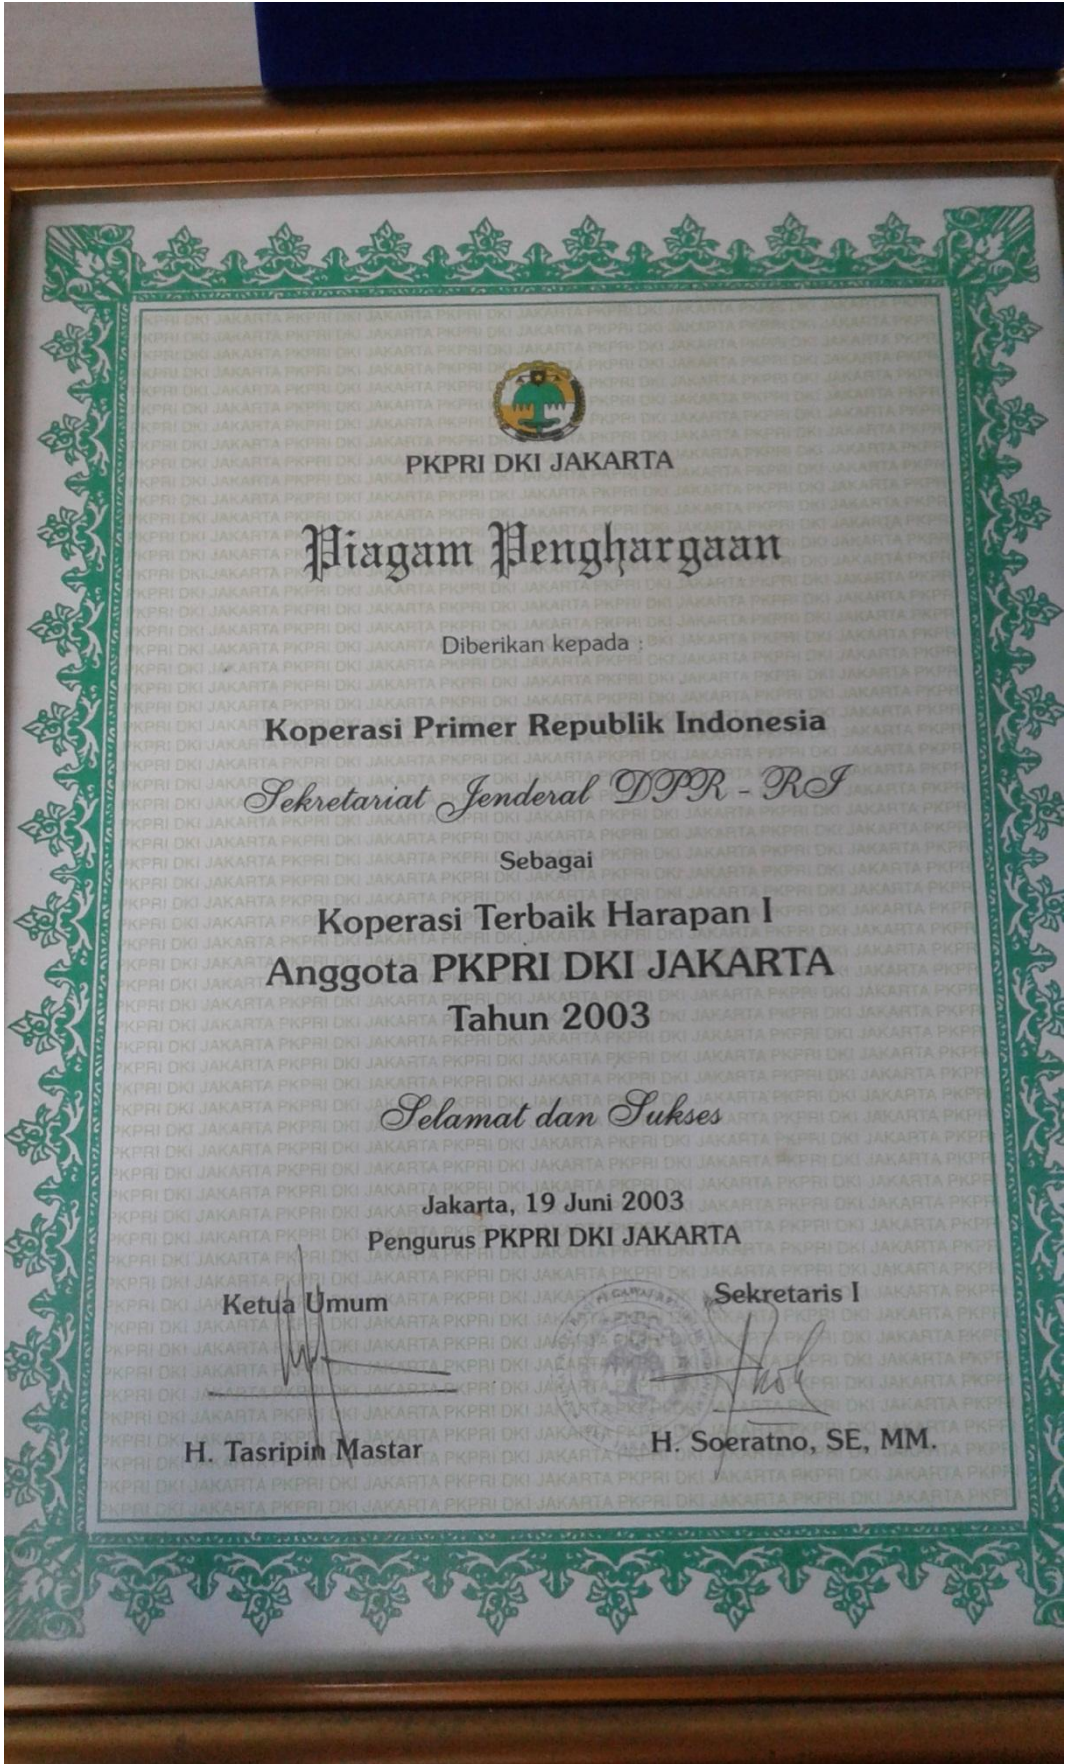 PKPRI DKI JAKARTA
Piagam Penghargaan
Diberikan kepada :
Koperasi Primer Republik Indonesia
Sekretariat Jenderal DPR - RI
Sebagai
Koperasi Terbaik Harapan I
Anggota PKPRI DKI JAKARTA
Tahun 2003
Selamat dan Sukses
Jakarta, 19 Juni 2003
Pengurus PKPRI DKI JAKARTA
Ketua Umum
Sekretaris I
H. Tasripin Mastar
H. Soeratno, SE, MM.